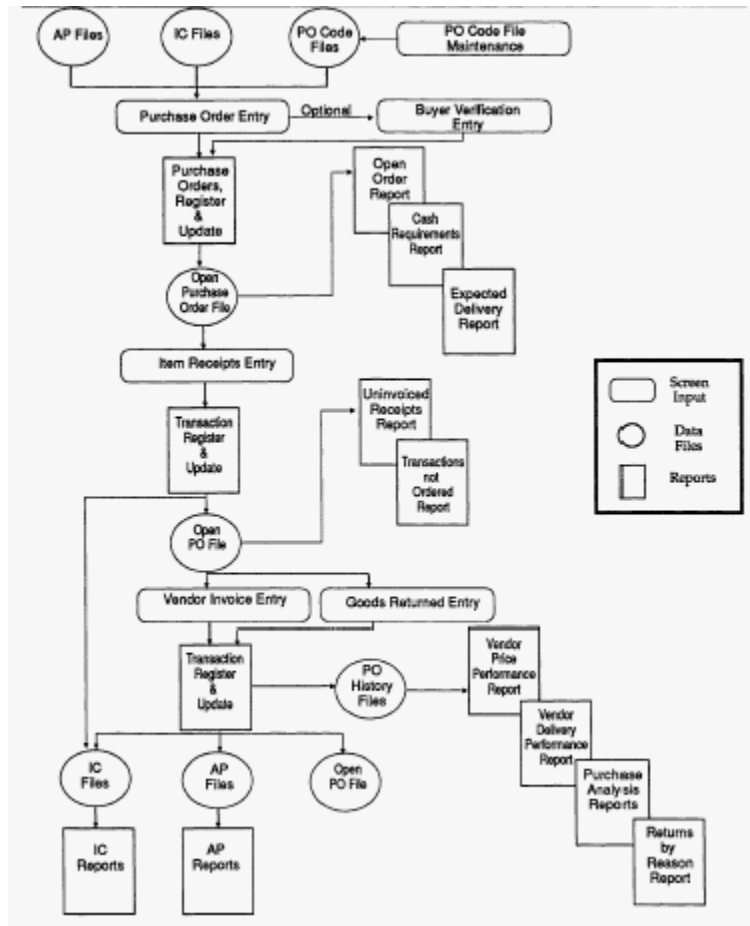 AP Files
IC Files
PO Code
Files
PO Code File
Maintenance
Purchase Order Entry
Optional
Buyer Verification
Entry
Purchase
Orders,
Register
&
Update
Open
Order
Report
Cash
Requirements
Report
Expected
Delivery
Report
Open
Purchase
Order File
Item Receipts Entry
Screen
Input
Data
Files
Reports
Transaction
Register
&
Update
Uninvoiced
Receipts
Report
Transactions
not
Ordered
Report
Open
PO File
Vendor Invoice Entry
Goods Returned Entry
Transaction
Register
&
Update
PO
History
Files
Vendor
Price
Performance
Report
Vendor
Delivery
Performance
Report
Purchase
Analysis
Reports
Returns
by
Reason
Report
IC
Files
AP
Files
Open
PO File
IC
Reports
AP
Reports